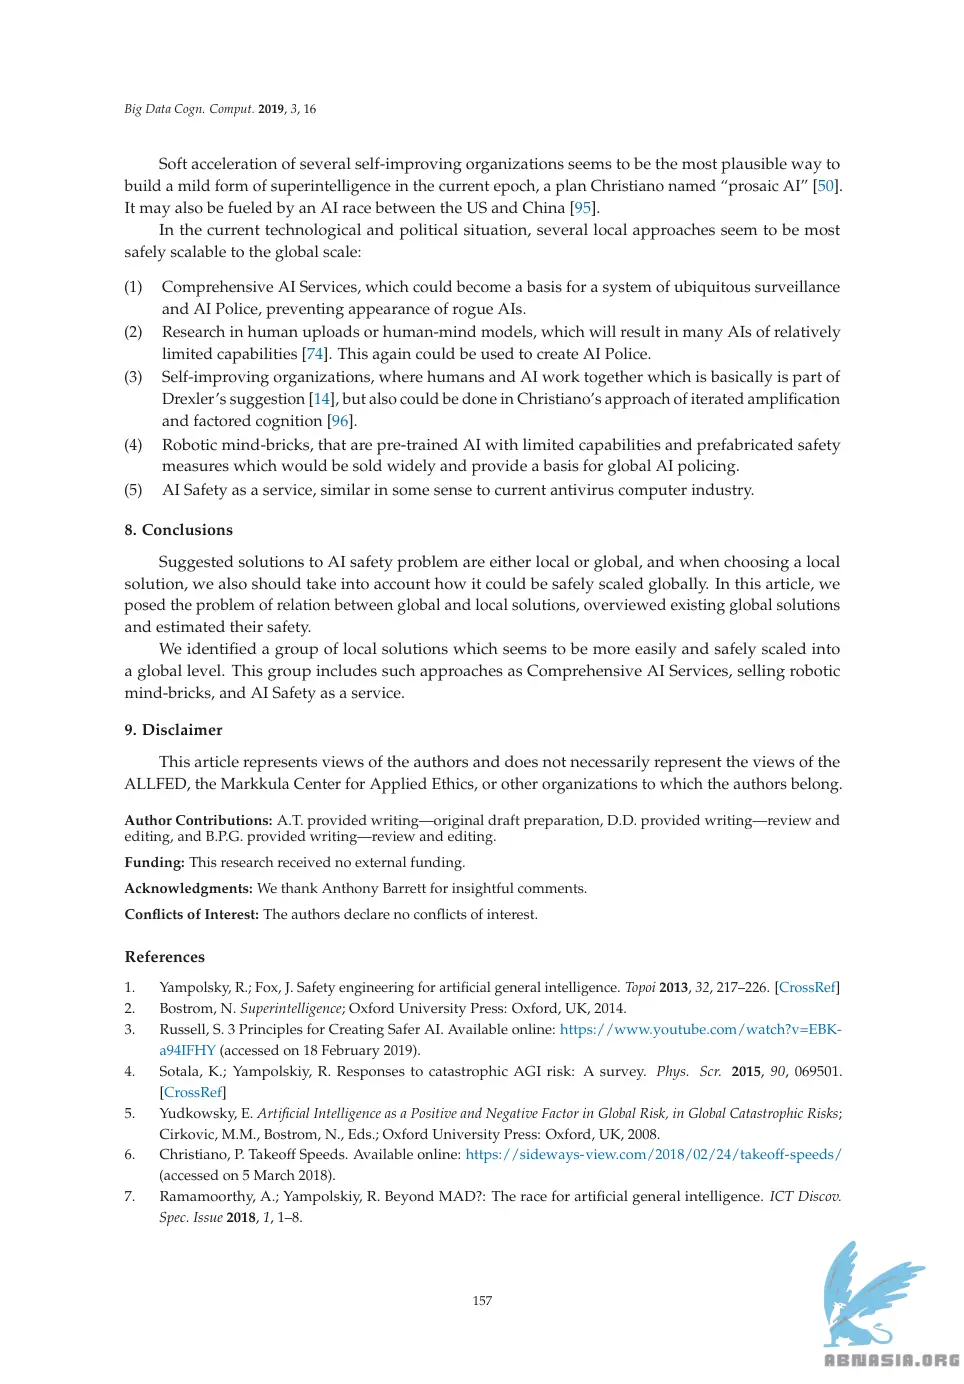 Big Data Cogn. Comput. 2019, 3, 16
Soft acceleration of several self-improving organizations seems to be the most plausible way to
build a mild form of superintelligence in the current epoch, a plan Christiano named “prosaic AI” [50].
It may also be fueled by an AI race between the US and China [95].
In the current technological and political situation, several local approaches seem to be most
safely scalable to the global scale:
(1) Comprehensive AI Services, which could become a basis for a system of ubiquitous surveillance
and AI Police, preventing appearance of rogue AIs.
(2) Research in human uploads or human-mind models, which will result in many AIs of relatively
limited capabilities [74]. This again could be used to create AI Police.
(3) Self-improving organizations, where humans and AI work together which is basically is part of
Drexler’s suggestion [14], but also could be done in Christiano’s approach of iterated amplification
and factored cognition [96].
(4) Robotic mind-bricks, that are pre-trained AI with limited capabilities and prefabricated safety
measures which would be sold widely and provide a basis for global AI policing.
(5) AI Safety as a service, similar in some sense to current antivirus computer industry.
8. Conclusions
Suggested solutions to AI safety problem are either local or global, and when choosing a local
solution, we also should take into account how it could be safely scaled globally. In this article, we
posed the problem of relation between global and local solutions, overviewed existing global solutions
and estimated their safety.
We identified a group of local solutions which seems to be more easily and safely scaled into
a global level. This group includes such approaches as Comprehensive AI Services, selling robotic
mind-bricks, and AI Safety as a service.
9. Disclaimer
This article represents views of the authors and does not necessarily represent the views of the
ALLFED, the Markkula Center for Applied Ethics, or other organizations to which the authors belong.
Author Contributions: A.T. provided writing—original draft preparation, D.D. provided writing—review and
editing, and B.P.G. provided writing—review and editing.
Funding: This research received no external funding.
Acknowledgments: We thank Anthony Barrett for insightful comments.
Conflicts of Interest: The authors declare no conflicts of interest.
References
1. Yampolsky, R.; Fox, J. Safety engineering for artificial general intelligence. Topoi 2013, 32, 217–226. [CrossRef]
2. Bostrom, N. Superintelligence; Oxford University Press: Oxford, UK, 2014.
3. Russell, S. 3 Principles for Creating Safer AI. Available online: https://www.youtube.com/watch?v=EBK-
a94IFHY (accessed on 18 February 2019).
4. Sotala, K.; Yampolskiy, R. Responses to catastrophic AGI risk: A survey. Phys. Scr. 2015, 90, 069501.
[CrossRef]
5. Yudkowsky, E. Artificial Intelligence as a Positive and Negative Factor in Global Risk, in Global Catastrophic Risks;
Cirkovic, M.M., Bostrom, N., Eds.; Oxford University Press: Oxford, UK, 2008.
6. Christiano, P. Takeoff Speeds. Available online: https://sideways-view.com/2018/02/24/takeoff-speeds/
(accessed on 5 March 2018).
7. Ramamoorthy, A.; Yampolskiy, R. Beyond MAD?: The race for artificial general intelligence. ICT Discov.
Spec. Issue 2018, 1, 1–8.
157
ABNASIA.ORG